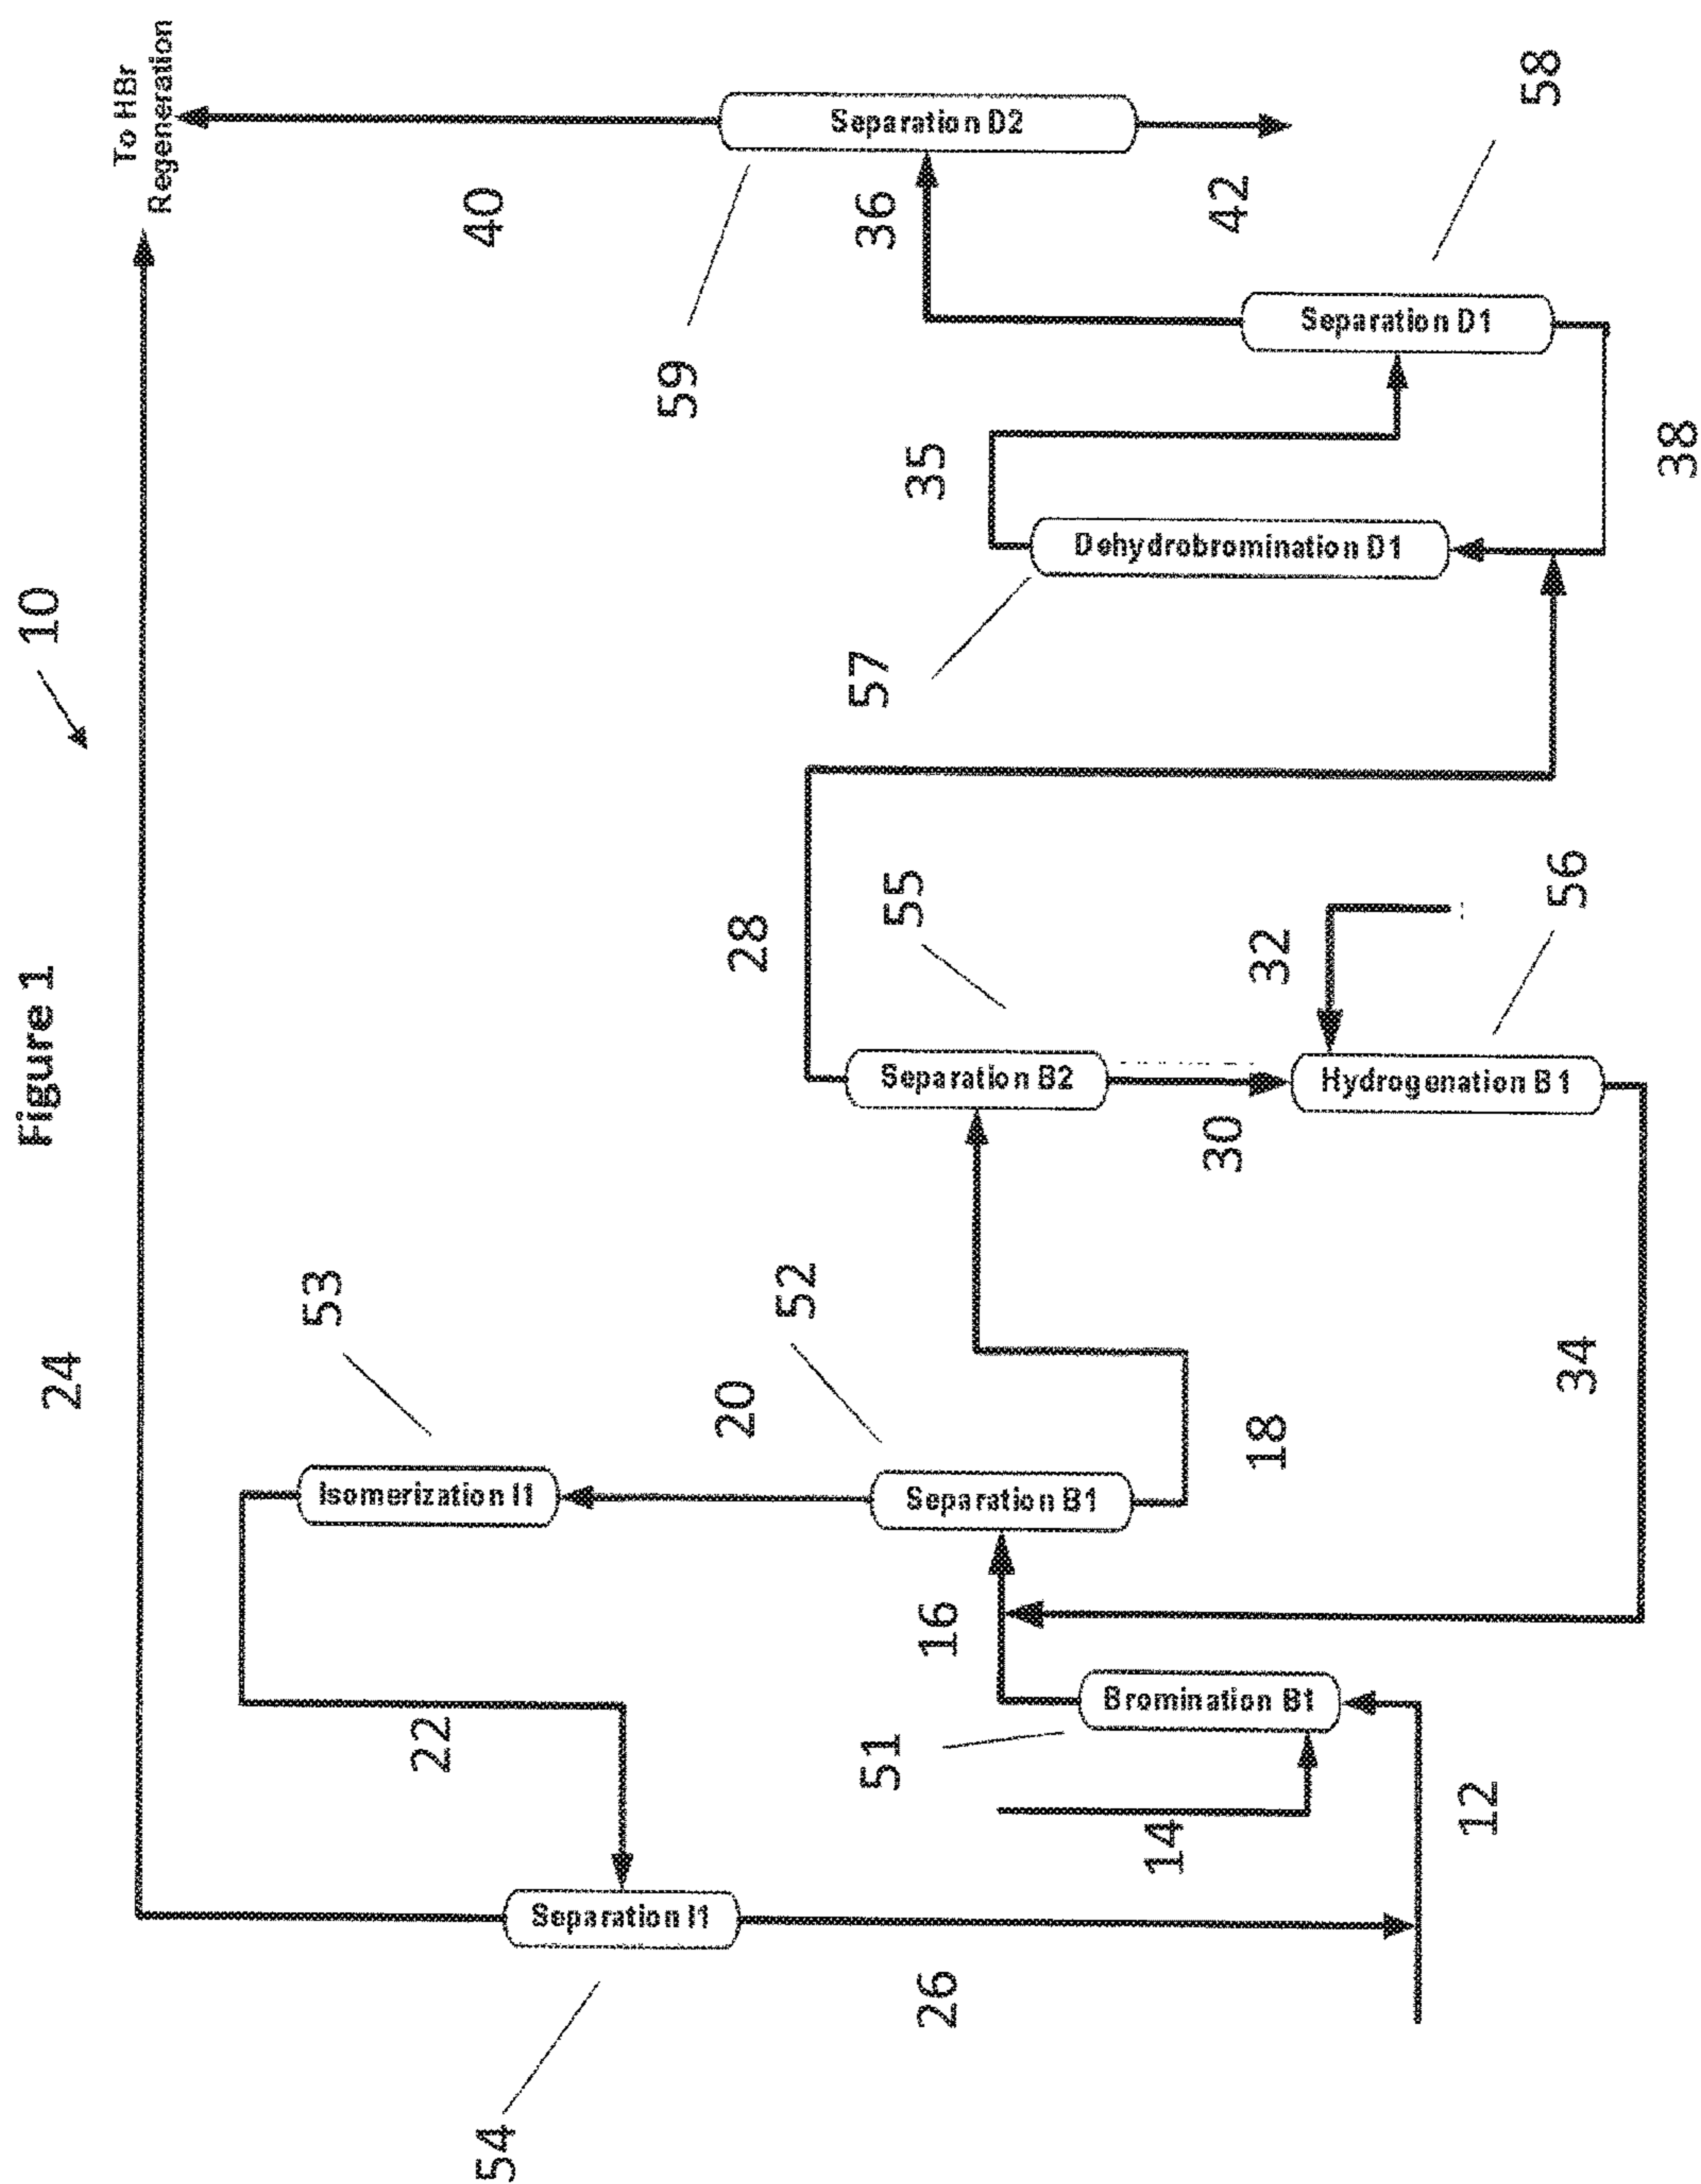 Figure 1
10
24
To HBr
Regeneration
54
Separation I1
26
22
53
Isomerization I1
20
52
Separation B1
18
16
51
Bromination B1
14
12
28
55
Separation B2
30
32
56
Hydrogenation B1
34
57
Dehydrobromination D1
35
58
Separation D1
38
36
59
Separation D2
40
42